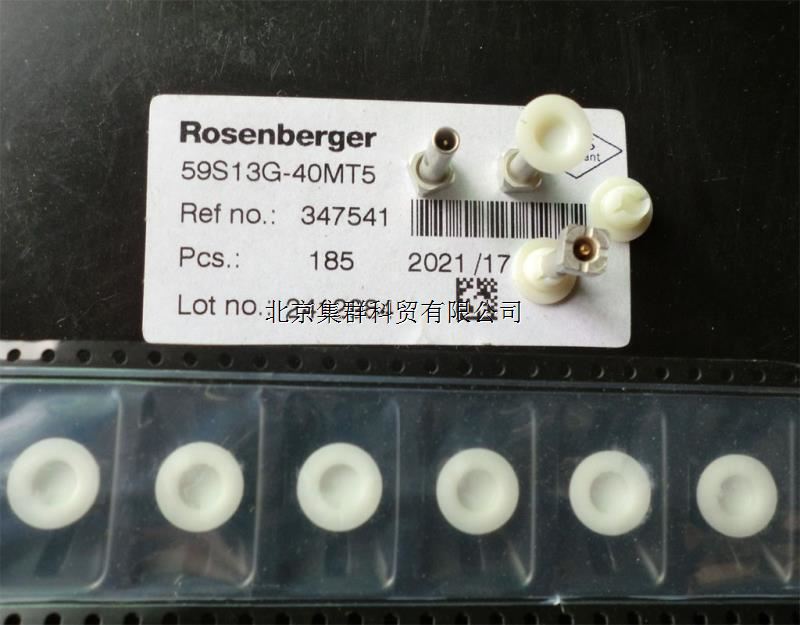 Rosenberger
59S13G-40MT5
Ref no.: 347541
Pcs.: 185 2021 /17
Lot no.:
北京集群科贸有限公司